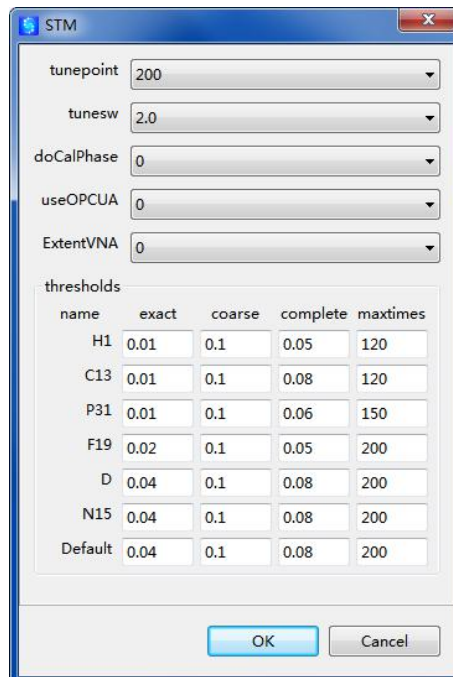 STM
tunepoint 200
tunesw 2.0
doCalPhase 0
useOPCUA 0
ExtentVNA 0
thresholds
name exact coarse complete maxtimes
H1 0.01 0.1 0.05 120
C13 0.01 0.1 0.08 120
P31 0.01 0.1 0.06 150
F19 0.02 0.1 0.05 200
D 0.04 0.1 0.08 200
N15 0.04 0.1 0.08 200
Default 0.04 0.1 0.08 200
OK Cancel